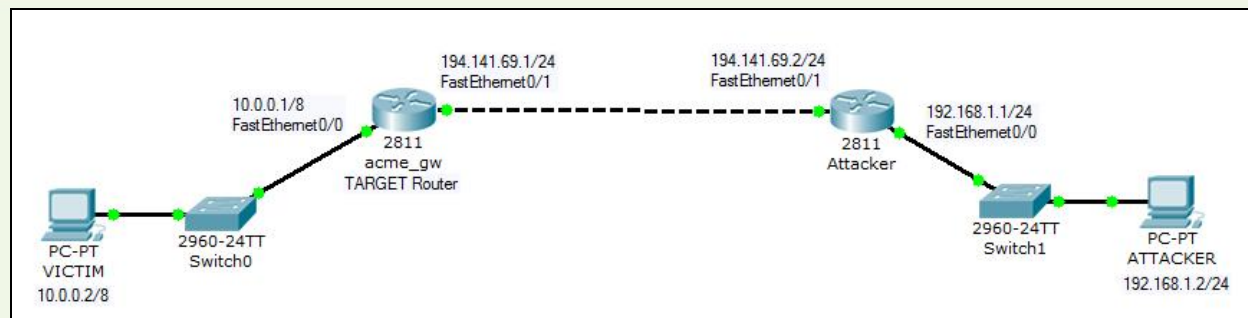 194.141.69.1/24
FastEthernet0/1
194.141.69.2/24
FastEthernet0/1
10.0.0.1/8
FastEthernet0/0
192.168.1.1/24
FastEthernet0/0
2811
acme_gw
TARGET Router
2811
Attacker
2960-24TT
Switch0
2960-24TT
Switch1
PC-PT
VICTIM
10.0.0.2/8
PC-PT
ATTACKER
192.168.1.2/24